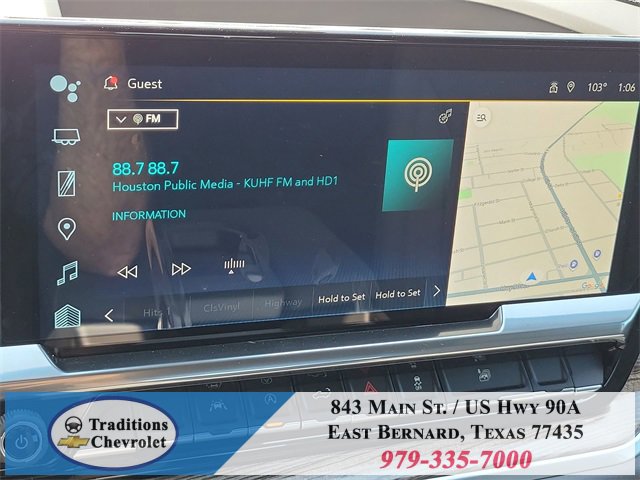 Guest
103° 1:06
FM
88.7 88.7
Houston Public Media - KUHF FM and HD1
INFORMATION
Hits CtsVinyl Highway Hold to Set Hold to Set
Google
Traditions
Chevrolet
843 Main St. / US Hwy 90A
East Bernard, Texas 77435
979-335-7000